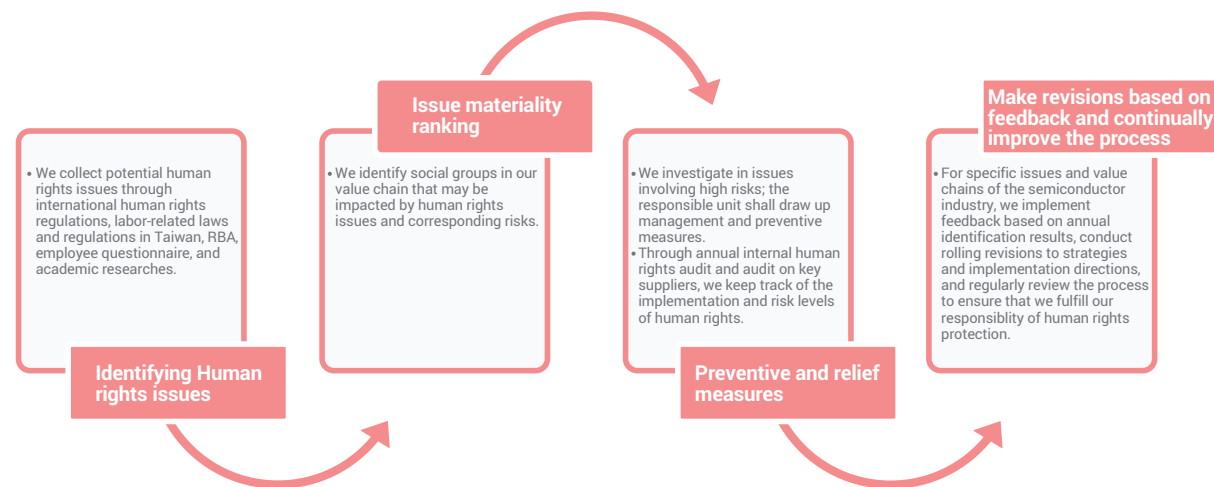 Identifying Human
rights issues
• We collect potential human
rights issues through
international human rights
regulations, labor-related laws
and regulations in Taiwan, RBA,
employee questionnaire, and
academic researches.
Issue materiality
ranking
• We identify social groups in our
value chain that may be
impacted by human rights
issues and corresponding risks.
Preventive and relief
measures
• We investigate in issues
involving high risks; the
responsible unit shall draw up
management and preventive
measures.
• Through annual internal human
rights audit and audit on key
suppliers, we keep track of the
implementation and risk levels
of human rights.
Make revisions based on
feedback and continually
improve the process
• For specific issues and value
chains of the semiconductor
industry, we implement
feedback based on annual
identification results, conduct
rolling revisions to strategies
and implementation directions,
and regularly review the process
to ensure that we fulfill our
responsiblity of human rights
protection.